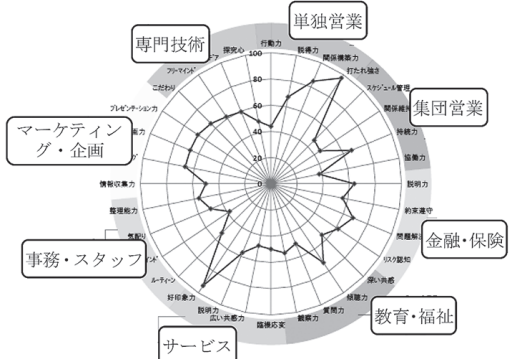 単独営業
専門技術
集団営業
マーケティン
グ・企画
金融・保険
事務・スタッフ
教育・福祉
サービス
行動力
説得力
関係構築力
打たれ強さ
スケジュール管理
関係維持
持続力
協働力
説明力
約束遵守
問題解
リスク認知
深い共感
傾聴力
質問力
観察力
臨機応変
広い共感力
説明力
好印象力
ルーティーン
気配り
整理能力
情報収集力
プレゼンテーション力
こだわり
フリーマインド
探究心
100
80
60
40
20
0